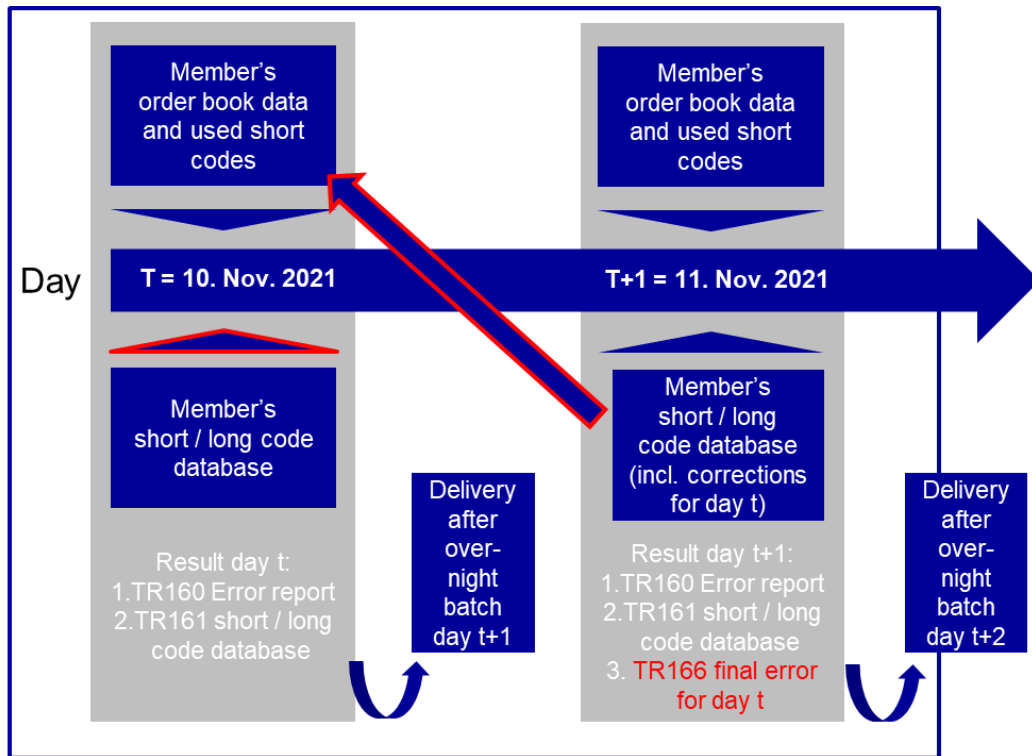 Member's
order book data
and used short
codes
Member's
order book data
and used short
codes
Day
T = 10. Nov. 2021
T+1 = 11. Nov. 2021
Member's
short / long code
database
Member's
short / long
code database
(incl. corrections
for day t)
Delivery
after
over-
night
batch
day t+1
Delivery
after
over-
night
batch
day t+2
Result day t:
1.TR160 Error report
2.TR161 short / long
code database
Result day t+1:
1.TR160 Error report
2.TR161 short / long
code database
3. TR166 final error
for day t